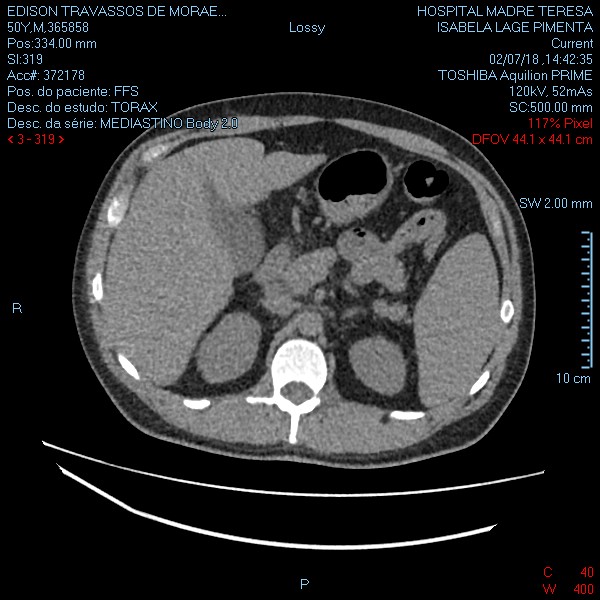 EDISON TRAVASSOS DE MORAE...
50Y,M,365858
Pos:334.00 mm
SI:319
Acc#: 372178
Pos. do paciente: FFS
Desc. do estudo: TORAX
Desc. da série: MEDIASTINO Body 2.0
< 3 - 319 >
Lossy
HOSPITAL MADRE TERESA
ISABELA LAGE PIMENTA
Current
02/07/18 ,14:42:35
TOSHIBA Aquilion PRIME
120kV, 52mAs
SC:500.00 mm
117% Pixel
DFOV 44.1 x 44.1 cm
SW 2.00 mm
R
10 cm
P
C 40
W 400